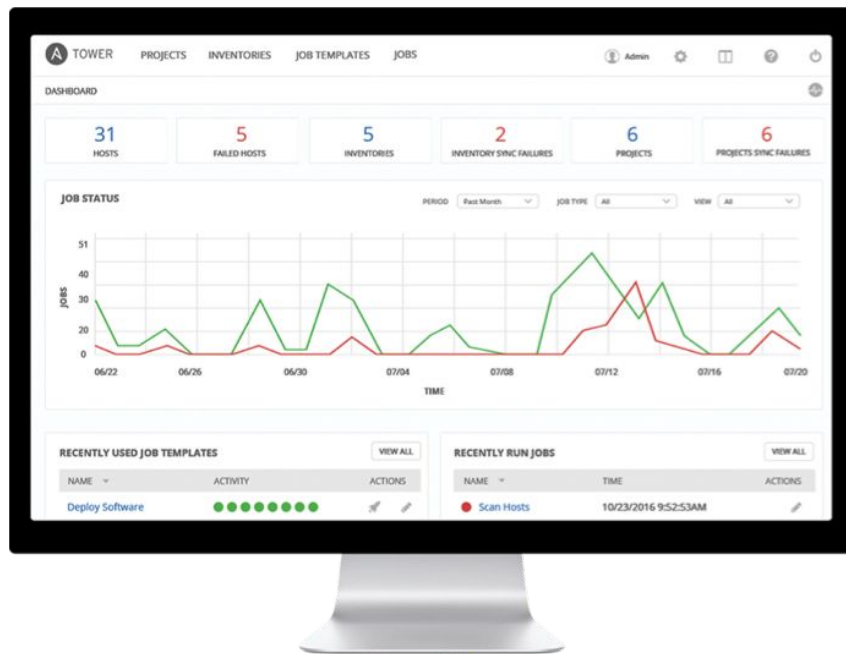 A TOWER PROJECTS INVENTORIES JOB TEMPLATES JOBS Admin ?
DASHBOARD
31 5 5 2 6 6
HOSTS FAILED HOSTS INVENTORIES INVENTORY SYNC FAILURES PROJECTS PROJECTS SYNC FAILURES
JOB STATUS PERIOD Past Month JOB TYPE All VIEW All
51
40
30
20
0
JOBS
06/22 06/26 06/30 07/04 07/08 07/12 07/16 07/20
TIME
RECENTLY USED JOB TEMPLATES VIEW ALL
NAME ACTIVITY ACTIONS
Deploy Software
RECENTLY RUN JOBS VIEW ALL
NAME TIME ACTIONS
Scan Hosts 10/23/2016 9:52:53AM